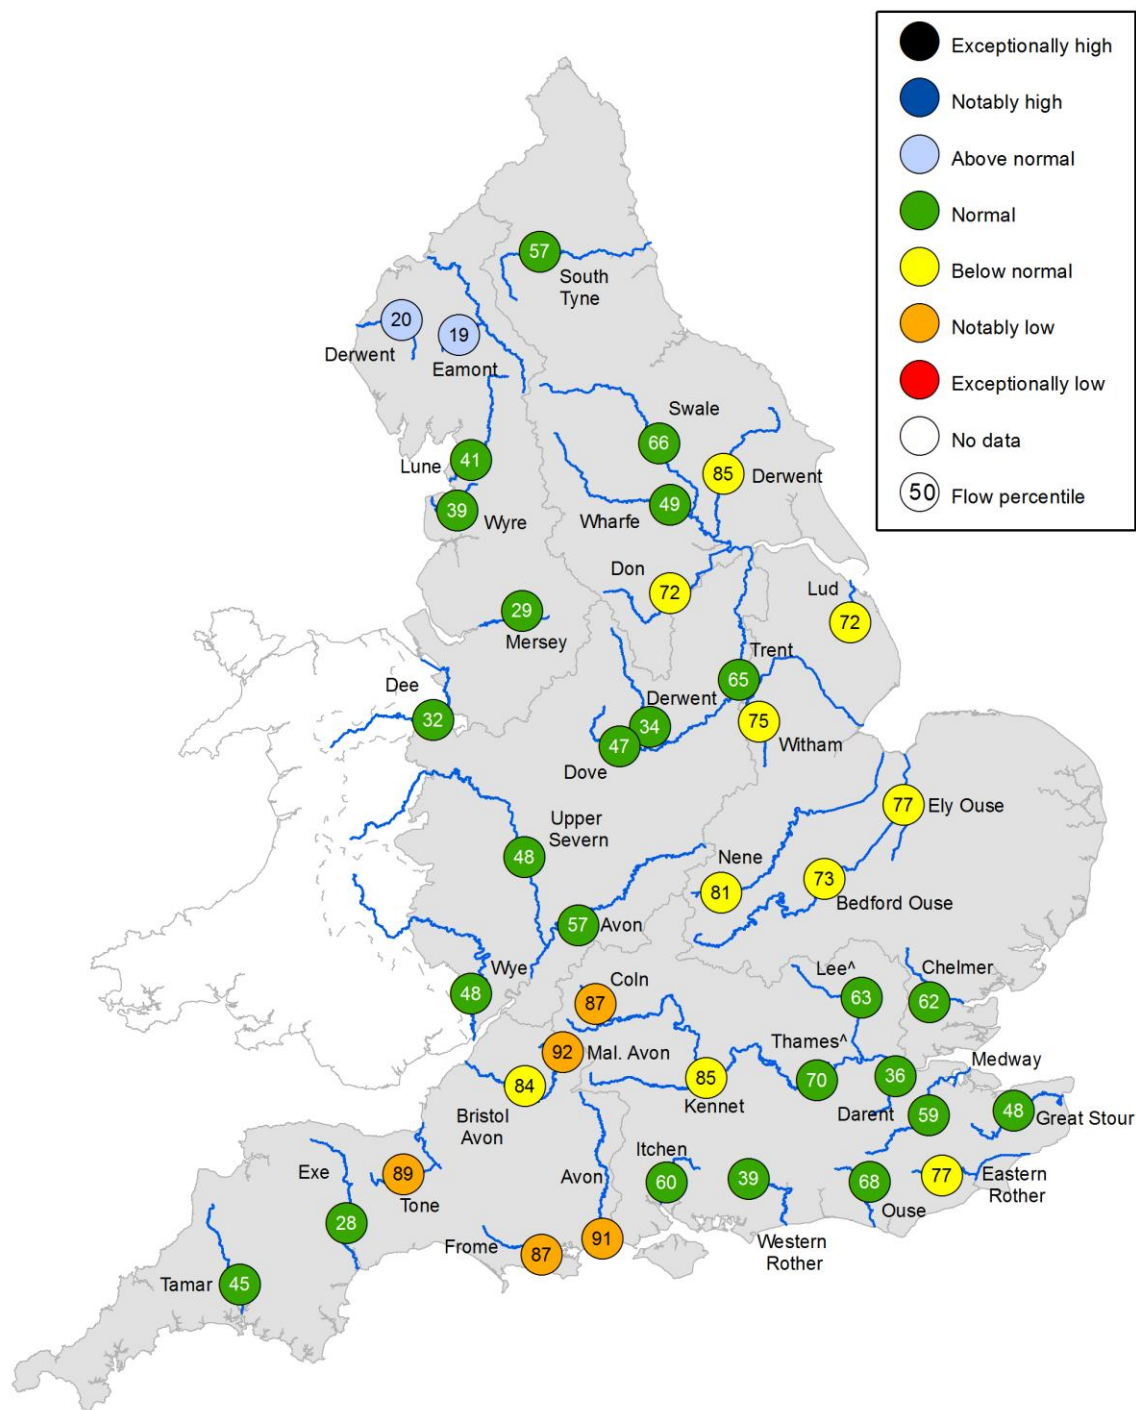 Exceptionally high
Notably high
Above normal
Normal
Below normal
Notably low
Exceptionally low
No data
50 Flow percentile
57
South
Tyne
20
19
Derwent
Eamont
Swale
66
Lune
41
85
Derwent
39
Wyre
Wharfe
49
Don
72
Lud
72
29
Mersey
Trent
65
Dee
32
Derwent
34
75
47
Witham
Dove
77
Ely Ouse
Upper
Severn
48
Nene
81
73
Bedford Ouse
57
Avon
Wye
48
Coln
87
Lee^
63
Chelmer
62
92
Mal. Avon
Thames^
Medway
84
85
70
36
Bristol
Avon
Kennet
Darent
59
48
Great Stour
Itchen
Exe
89
Tone
Avon
60
39
68
77
Eastern
Rother
Ouse
28
Frome
87
91
Western
Rother
Tamar
45